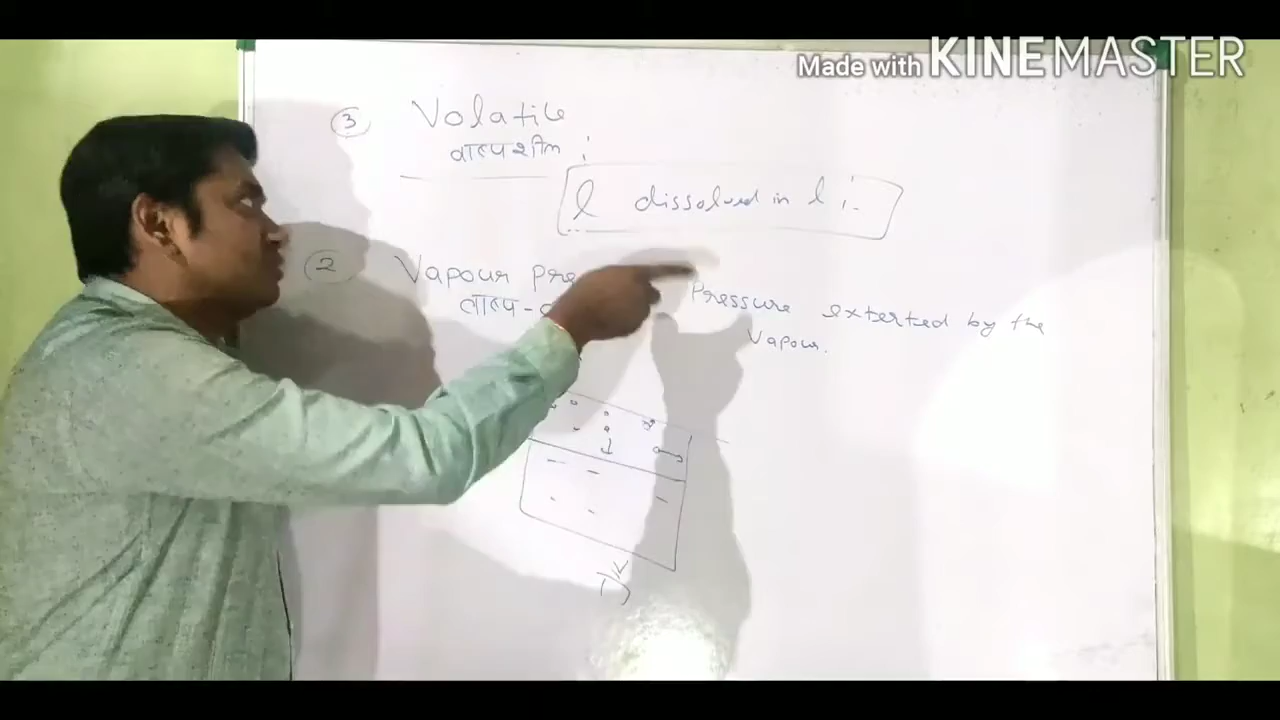 Made with KINEMASTER
③ Volatile
वाष्पशील :
l dissolved in l :-
② Vapour pre
Pressure exterted by the
वाष्प-
Vapour.